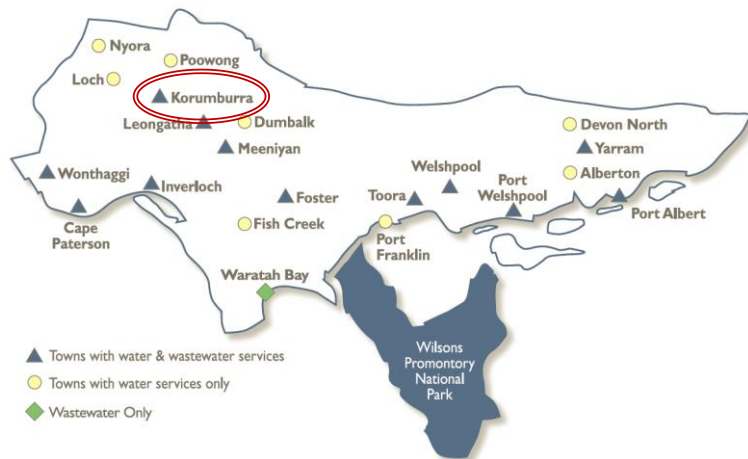 Nyora
Poowong
Loch
Korumburra
Leongatha
Dumbalk
Devon North
Meeniyan
Yarram
Wonthaggi
Inverloch
Welshpool
Alberton
Foster
Toora
Port
Welshpool
Port Albert
Cape
Paterson
Fish Creek
Port
Franklin
Waratah Bay
Wilsons
Promontory
National
Park
Towns with water & wastewater services
Towns with water services only
Wastewater Only